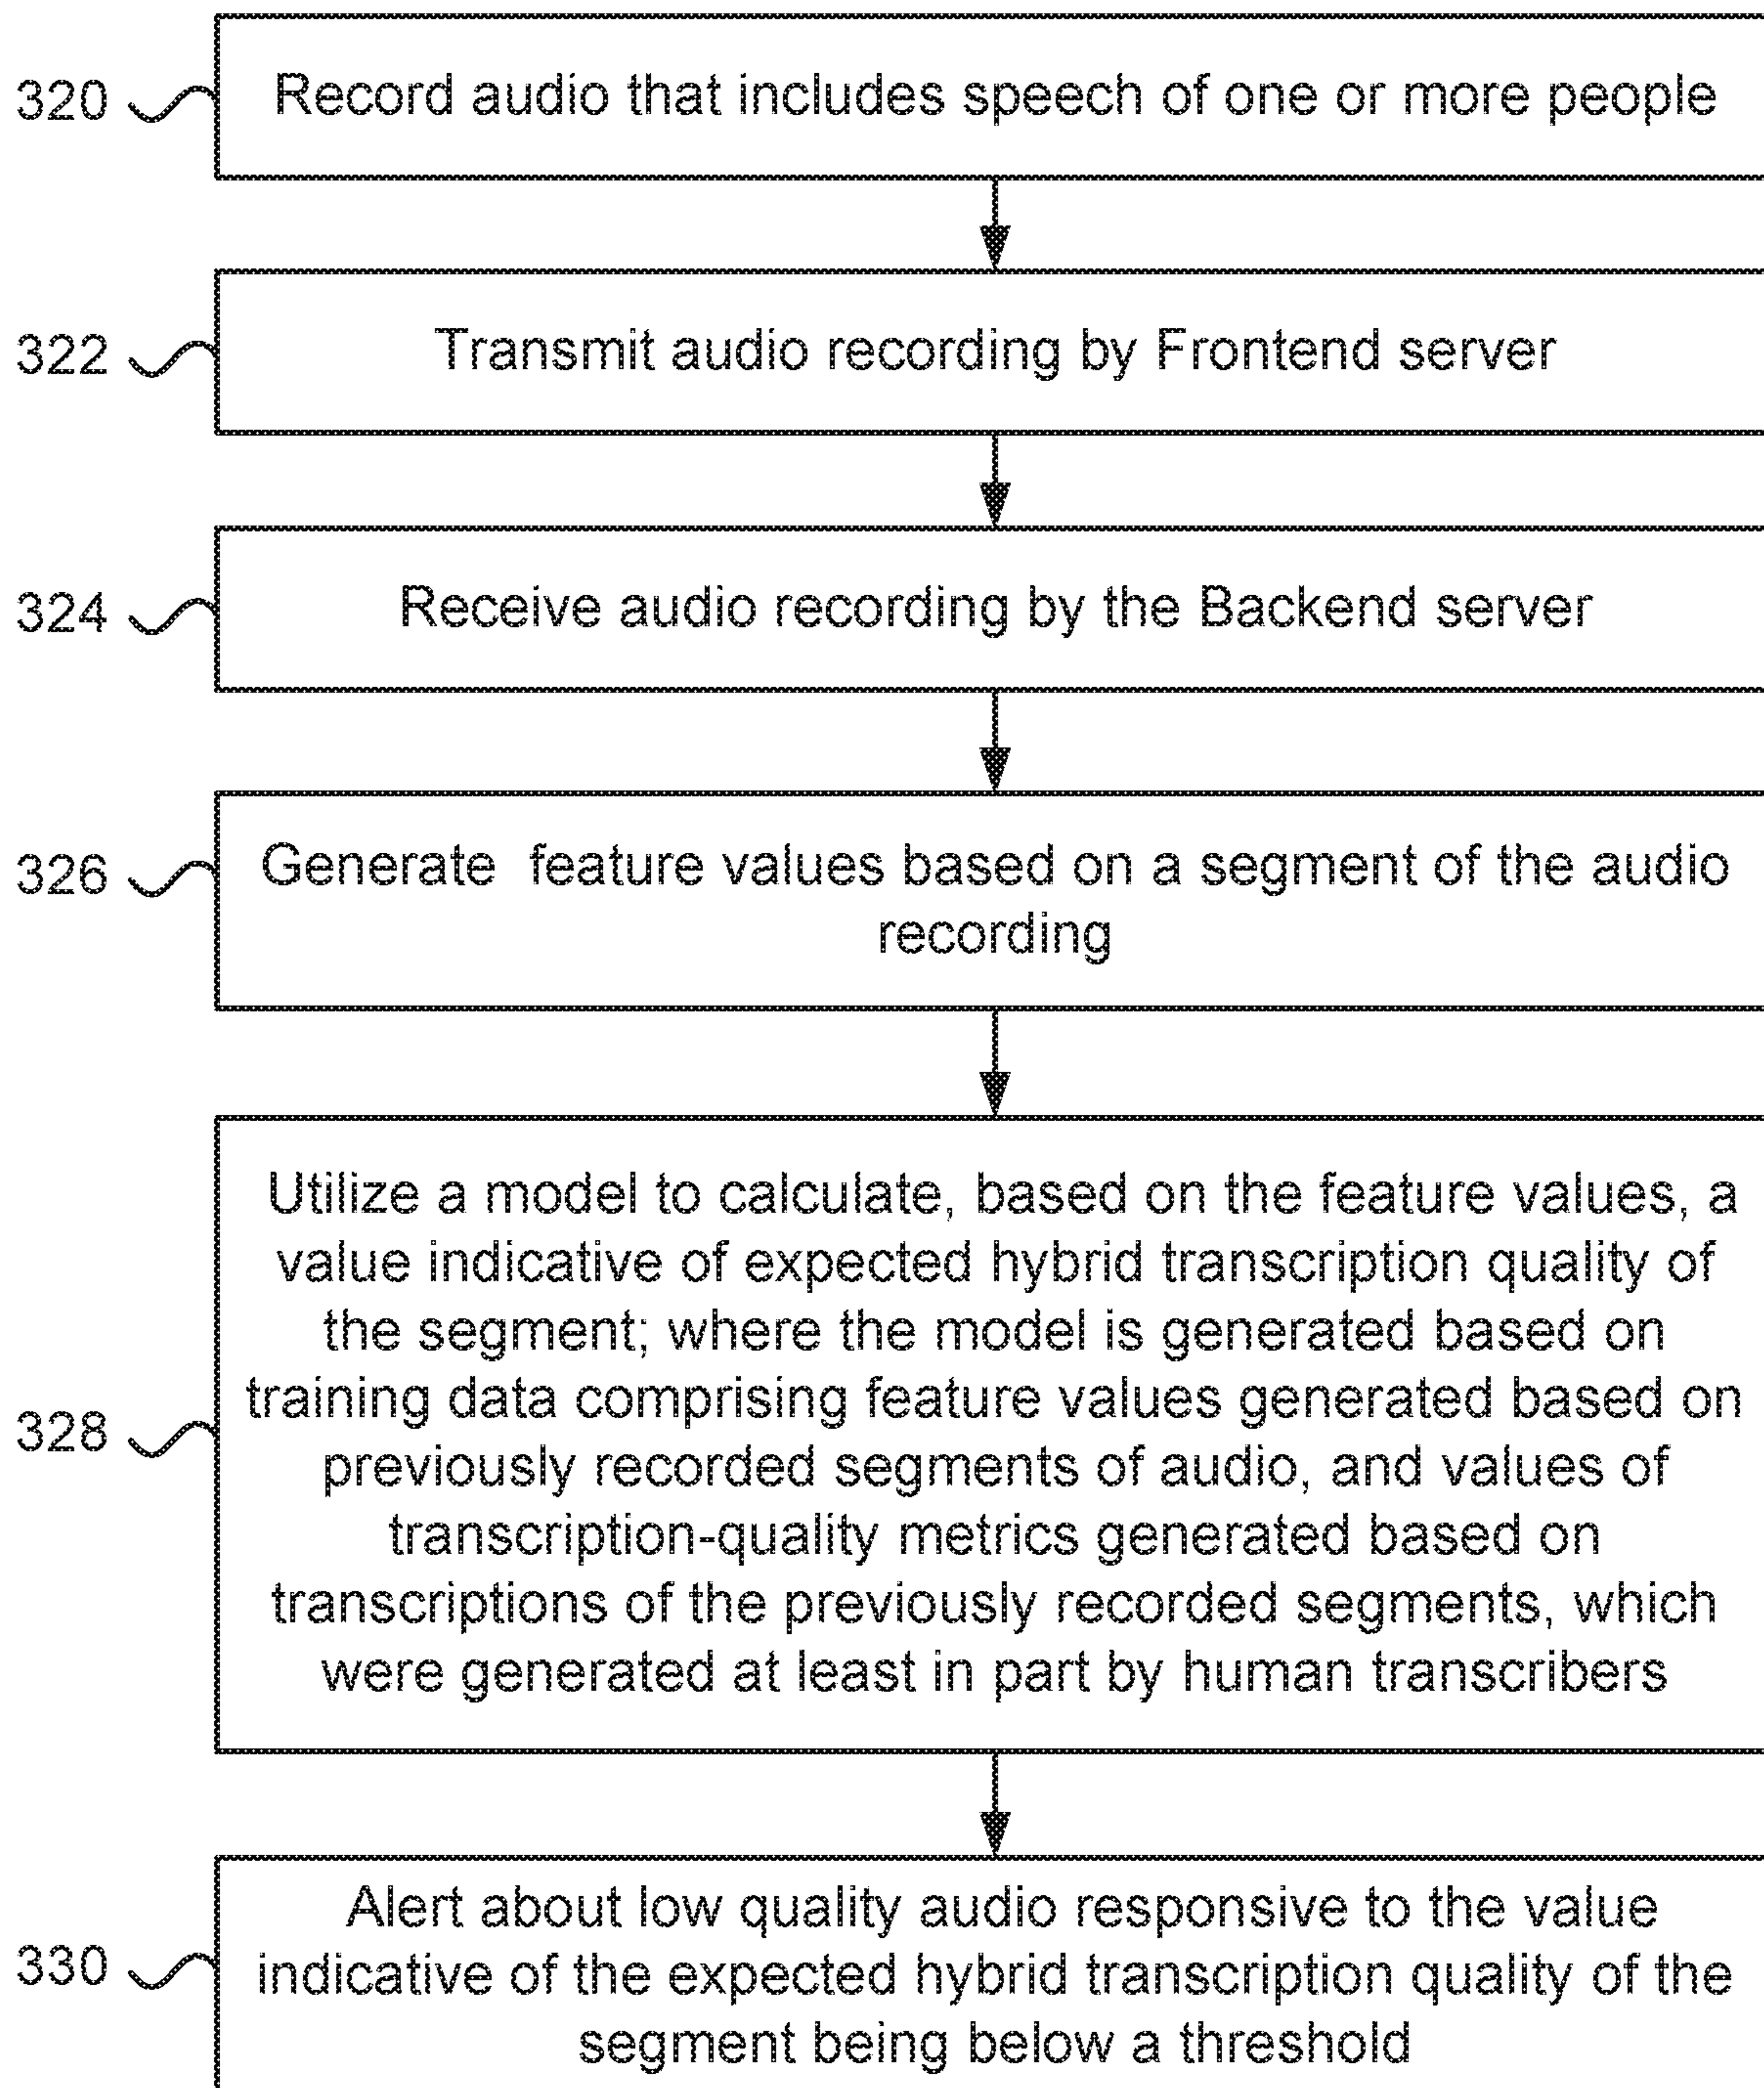 320 Record audio that includes speech of one or more people
322 Transmit audio recording by Frontend server
324 Receive audio recording by the Backend server
326 Generate feature values based on a segment of the audio
recording
328 Utilize a model to calculate, based on the feature values, a
value indicative of expected hybrid transcription quality of
the segment; where the model is generated based on
training data comprising feature values generated based on
previously recorded segments of audio, and values of
transcription-quality metrics generated based on
transcriptions of the previously recorded segments, which
were generated at least in part by human transcribers
330 Alert about low quality audio responsive to the value
indicative of the expected hybrid transcription quality of the
segment being below a threshold